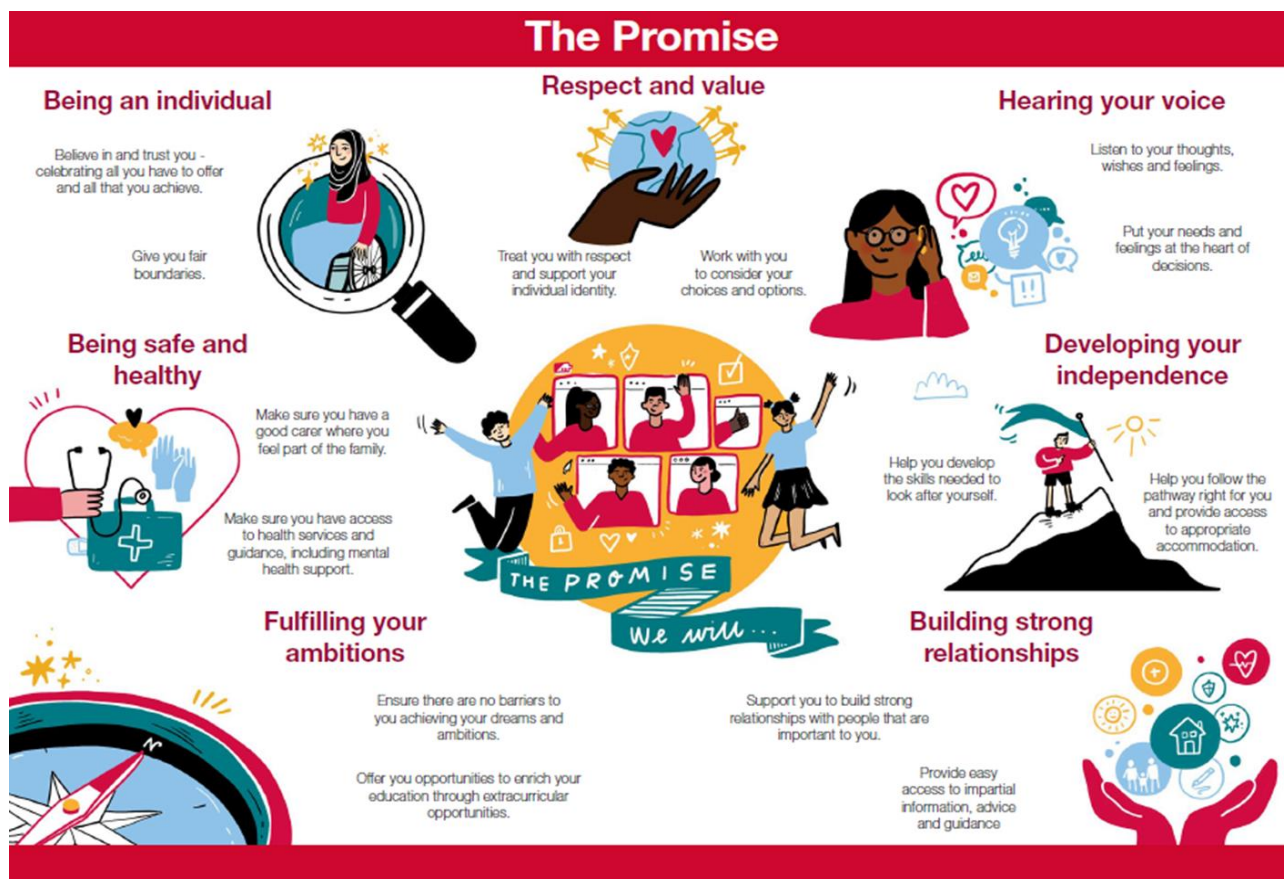 The Promise
Being an individual
Believe in and trust you -
celebrating all you have to offer
and all that you achieve.
Give you fair
boundaries.
Respect and value
Treat you with respect
and support your
individual identity.
Work with you
to consider your
choices and options.
Hearing your voice
Listen to your thoughts,
wishes and feelings.
Put your needs and
feelings at the heart of
decisions.
Being safe and
healthy
Make sure you have a
good carer where you
feel part of the family.
Make sure you have access
to health services and
guidance, including mental
health support.
THE PROMISE
We will...
Developing your
independence
Help you develop
the skills needed to
look after yourself.
Help you follow the
pathway right for you
and provide access
to appropriate
accommodation.
Fulfilling your
ambitions
Ensure there are no barriers to
you achieving your dreams and
ambitions.
Offer you opportunities to enrich your
education through extracurricular
opportunities.
N
Building strong
relationships
Support you to build strong
relationships with people that are
important to you.
Provide easy
access to impartial
information, advice
and guidance